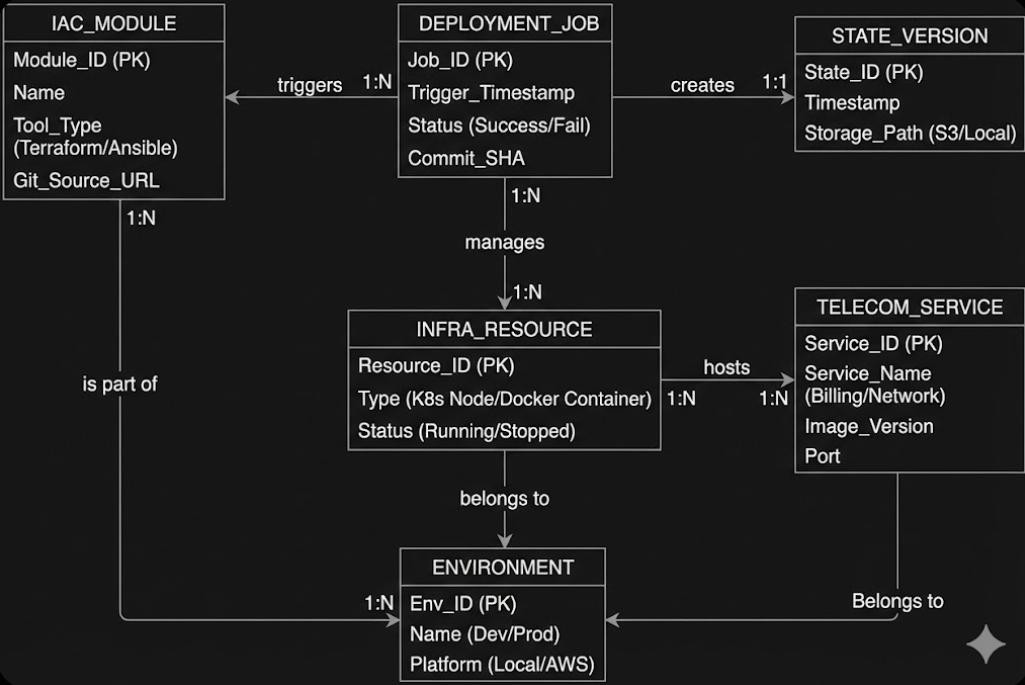 IAC_MODULE
Module_ID (PK)
Name
Tool_Type
(Terraform/Ansible)
Git_Source_URL
triggers
1:N
DEPLOYMENT_JOB
Job_ID (PK)
Trigger_Timestamp
Status (Success/Fail)
Commit_SHA
creates
1:1
STATE_VERSION
State_ID (PK)
Timestamp
Storage_Path (S3/Local)
1:N
1:N
manages
1:N
INFRA_RESOURCE
Resource_ID (PK)
Type (K8s Node/Docker Container)
Status (Running/Stopped)
hosts
1:N
1:N
TELECOM_SERVICE
Service_ID (PK)
Service_Name
(Billing/Network)
Image_Version
Port
is part of
belongs to
1:N
ENVIRONMENT
Env_ID (PK)
Name (Dev/Prod)
Platform (Local/AWS)
Belongs to